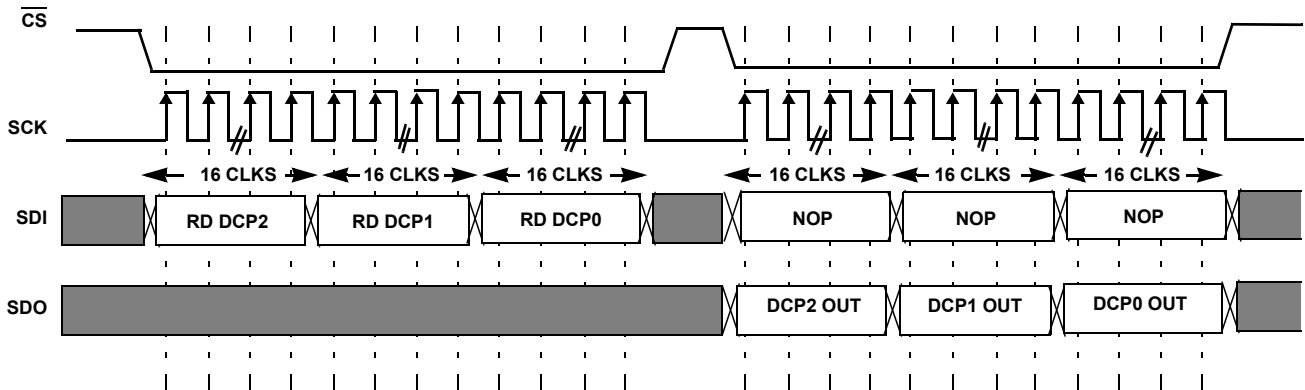 CS
SCK
16 CLKS 16 CLKS 16 CLKS 16 CLKS 16 CLKS 16 CLKS
SDI RD DCP2 RD DCP1 RD DCP0 NOP NOP NOP
SDO DCP2 OUT DCP1 OUT DCP0 OUT